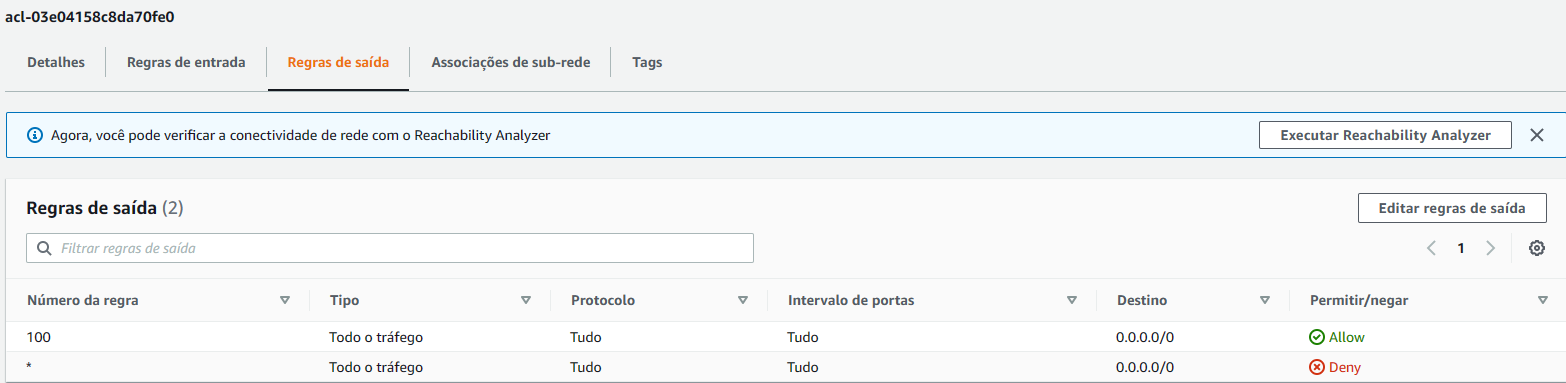 acl-03e04158c8da70fe0
Detalhes Regras de entrada Regras de saída Associações de sub-rede Tags
Agora, você pode verificar a conectividade de rede com o Reachability Analyzer Executar Reachability Analyzer
Regras de saída (2) Editar regras de saída
Filtrar regras de saída 1
Número da regra Tipo Protocolo Intervalo de portas Destino Permitir/negar
100 Todo o tráfego Tudo Tudo 0.0.0.0/0 Allow
* Todo o tráfego Tudo Tudo 0.0.0.0/0 Deny